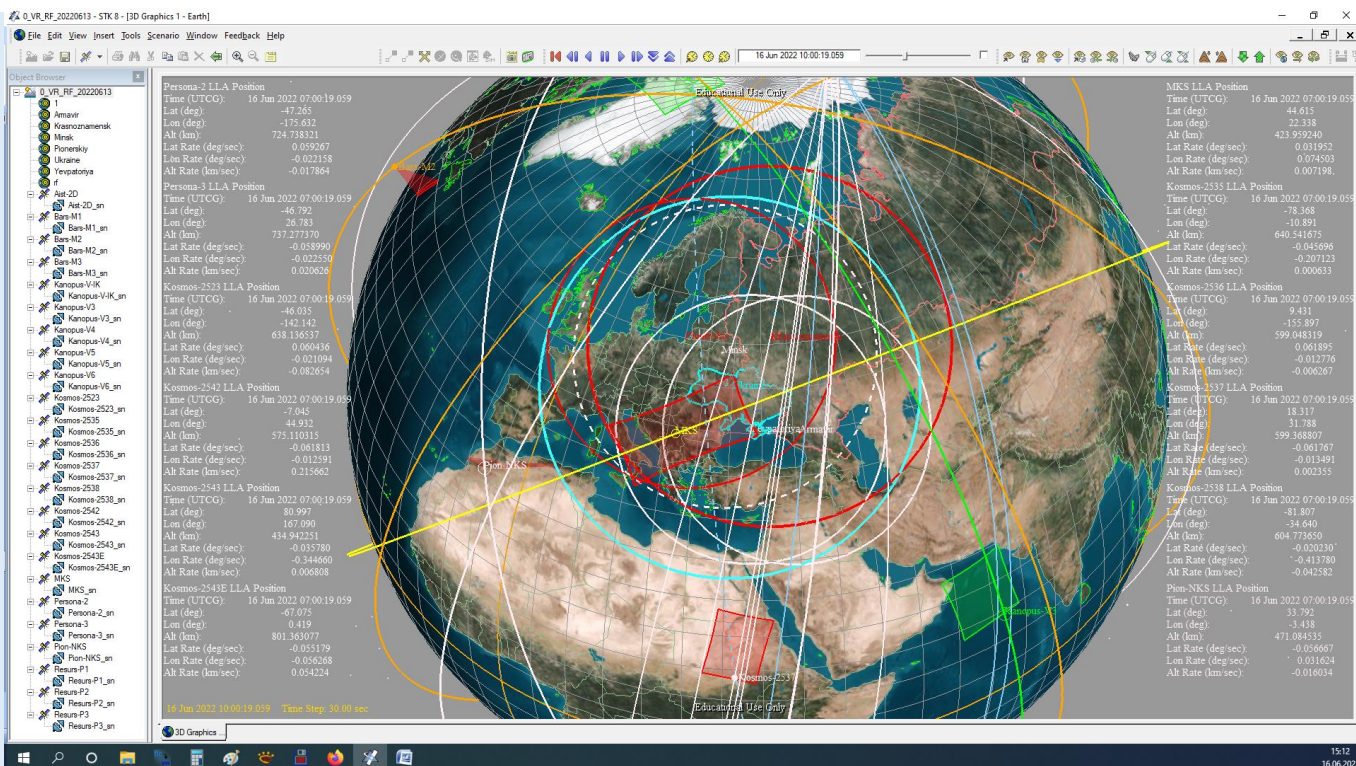 0_VR_RF_20220613 - STK 8 - [3D Graphics 1 - Earth]
File Edit View Insert Tools Scenario Window Feedback Help
16 Jun 2022 10:00:19.059
Object Browser
0_VR_RF_20220613
1
Armavir
Krasnoznamensk
Minsk
Pionerskiy
Ukraine
Yevpatoriya
rf
Aist-2D
Aist-2D_sn
Bars-M1
Bars-M1_sn
Bars-M2
Bars-M2_sn
Bars-M3
Bars-M3_sn
Kanopus-V-IK
Kanopus-V-IK_sn
Kanopus-V3
Kanopus-V3_sn
Kanopus-V4
Kanopus-V4_sn
Kanopus-V5
Kanopus-V5_sn
Kanopus-V6
Kanopus-V6_sn
Kosmos-2523
Kosmos-2523_sn
Kosmos-2535
Kosmos-2535_sn
Kosmos-2536
Kosmos-2536_sn
Kosmos-2537
Kosmos-2537_sn
Kosmos-2538
Kosmos-2538_sn
Kosmos-2542
Kosmos-2542_sn
Kosmos-2543
Kosmos-2543_sn
Kosmos-2543E
Kosmos-2543E_sn
MKS
MKS_sn
Persona-2
Persona-2_sn
Persona-3
Persona-3_sn
Pion-NKS
Pion-NKS_sn
Resurs-P1
Resurs-P1_sn
Resurs-P2
Resurs-P2_sn
Resurs-P3
Resurs-P3_sn
Persona-2 LLA Position
Time (UTCG): 16 Jun 2022 07:00:19.059
Lat (deg): -47.265
Lon (deg): -175.632
Alt (km): 724.738321
Lat Rate (deg/sec): 0.059267
Lon Rate (deg/sec): -0.022158
Alt Rate (km/sec): -0.017864
Persona-3 LLA Position
Time (UTCG): 16 Jun 2022 07:00:19.059
Lat (deg): -46.792
Lon (deg): 26.783
Alt (km): 737.277370
Lat Rate (deg/sec): -0.058990
Lon Rate (deg/sec): -0.022550
Alt Rate (km/sec): 0.020626
Kosmos-2523 LLA Position
Time (UTCG): 16 Jun 2022 07:00:19.059
Lat (deg): -46.035
Lon (deg): -142.142
Alt (km): 638.136537
Lat Rate (deg/sec): 0.060436
Lon Rate (deg/sec): -0.021094
Alt Rate (km/sec): -0.082654
Kosmos-2542 LLA Position
Time (UTCG): 16 Jun 2022 07:00:19.059
Lat (deg): -7.045
Lon (deg): 44.932
Alt (km): 575.110315
Lat Rate (deg/sec): -0.061813
Lon Rate (deg/sec): -0.012591
Alt Rate (km/sec): 0.215662
Kosmos-2543 LLA Position
Time (UTCG): 16 Jun 2022 07:00:19.059
Lat (deg): 80.997
Lon (deg): 167.090
Alt (km): 434.942251
Lat Rate (deg/sec): -0.035780
Lon Rate (deg/sec): -0.344660
Alt Rate (km/sec): 0.006808
Kosmos-2543E LLA Position
Time (UTCG): 16 Jun 2022 07:00:19.059
Lat (deg): -67.075
Lon (deg): 0.419
Alt (km): 801.363077
Lat Rate (deg/sec): -0.055179
Lon Rate (deg/sec): -0.056268
Alt Rate (km/sec): 0.054224
16 Jun 2022 10:00:19.059 Time Step: 30.00 sec
Educational Use Only
Minsk
MKS
Armavir
Pion-NKS
Kosmos-2537
Educational Use Only
MKS LLA Position
Time (UTCG): 16 Jun 2022 07:00:19.059
Lat (deg): 44.615
Lon (deg): 22.338
Alt (km): 423.959240
Lat Rate (deg/sec): 0.031952
Lon Rate (deg/sec): 0.074503
Alt Rate (km/sec): 0.007198
Kosmos-2535 LLA Position
Time (UTCG): 16 Jun 2022 07:00:19.059
Lat (deg): -78.368
Lon (deg): -10.891
Alt (km): 640.541675
Lat Rate (deg/sec): -0.045696
Lon Rate (deg/sec): -0.207123
Alt Rate (km/sec): 0.000633
Kosmos-2536 LLA Position
Time (UTCG): 16 Jun 2022 07:00:19.059
Lat (deg): 9.431
Lon (deg): -155.897
Alt (km): 599.048319
Lat Rate (deg/sec): 0.061895
Lon Rate (deg/sec): -0.012776
Alt Rate (km/sec): -0.006267
Kosmos-2537 LLA Position
Time (UTCG): 16 Jun 2022 07:00:19.059
Lat (deg): 18.317
Lon (deg): 31.788
Alt (km): 599.368807
Lat Rate (deg/sec): -0.061767
Lon Rate (deg/sec): -0.013491
Alt Rate (km/sec): 0.002355
Kosmos-2538 LLA Position
Time (UTCG): 16 Jun 2022 07:00:19.059
Lat (deg): -81.807
Lon (deg): -34.640
Alt (km): 604.773650
Lat Rate (deg/sec): -0.020230
Lon Rate (deg/sec): -0.413780
Alt Rate (km/sec): -0.042582
Pion-NKS LLA Position
Time (UTCG): 16 Jun 2022 07:00:19.059
Lat (deg): 33.792
Lon (deg): -3.438
Alt (km): 471.084535
Lat Rate (deg/sec): -0.056667
Lon Rate (deg/sec): 0.031624
Alt Rate (km/sec): -0.016034
3D Graphics ...
15:12